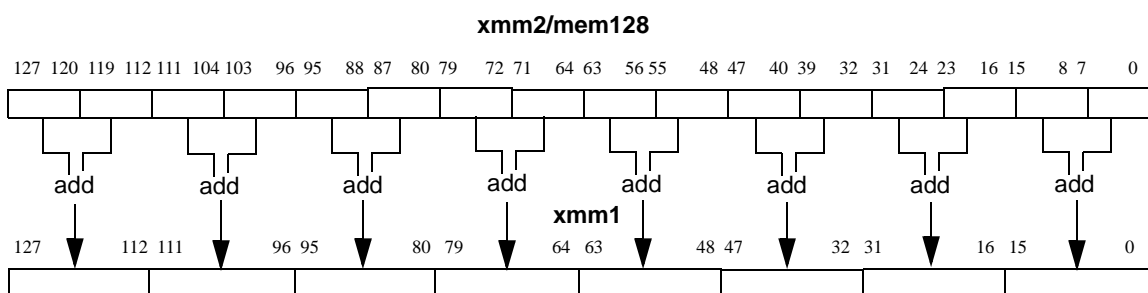 xmm2/mem128
127 120 119 112 111 104 103 96 95 88 87 80 79 72 71 64 63 56 55 48 47 40 39 32 31 24 23 16 15 8 7 0
add add add add add add add add
xmm1
127 112 111 96 95 80 79 64 63 48 47 32 31 16 15 0